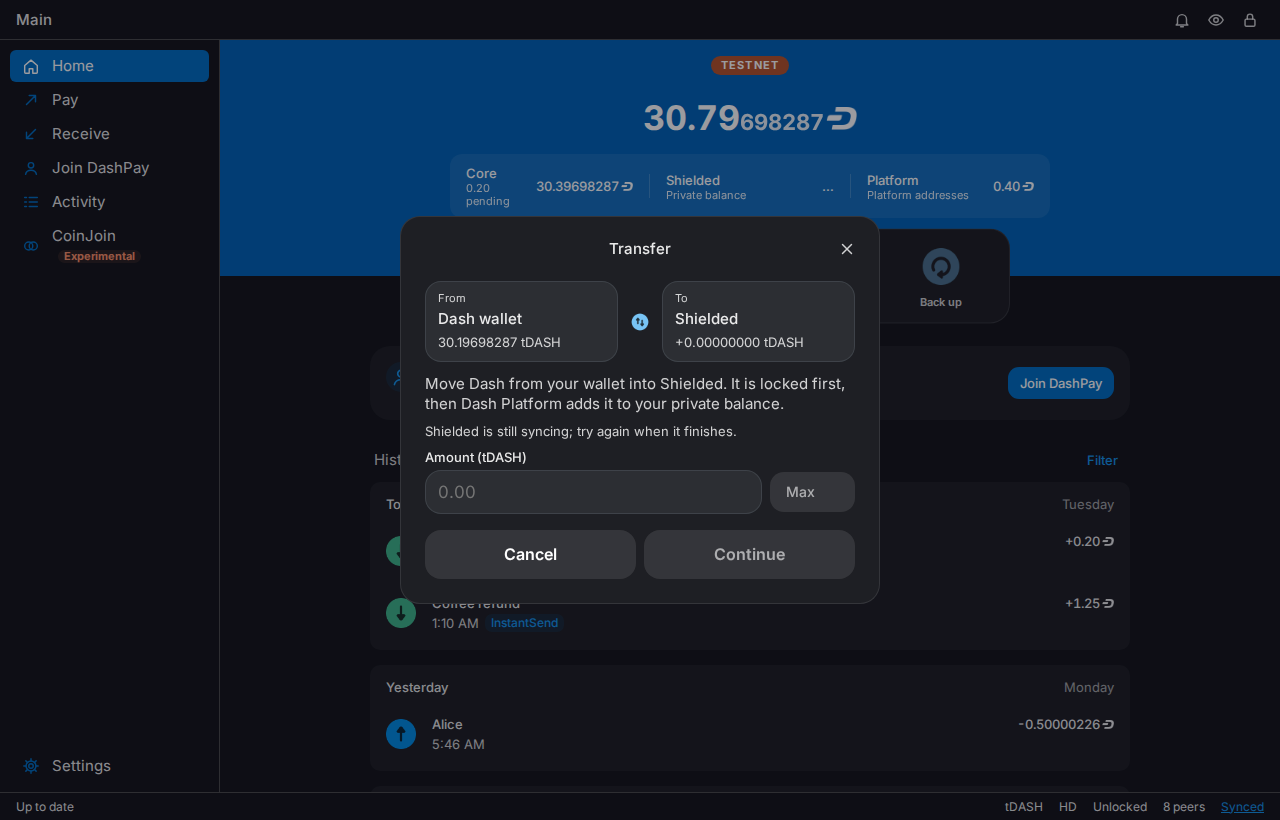 Main
Home
Pay
Receive
Join DashPay
Activity
CoinJoin
Experimental
Settings
TESTNET
30.79698287
Core
0.20
pending
30.39698287
Shielded
Private balance
...
Platform
Platform addresses
0.40
Back up
Transfer
From
Dash wallet
30.19698287 tDASH
To
Shielded
+0.00000000 tDASH
Move Dash from your wallet into Shielded. It is locked first,
then Dash Platform adds it to your private balance.
Shielded is still syncing; try again when it finishes.
Amount (tDASH)
0.00
Max
Cancel
Continue
Join DashPay
Filter
Tuesday
+0.20
Coffee refund
1:10 AM InstantSend
+1.25
Yesterday
Monday
Alice
5:46 AM
-0.50000226
Up to date
tDASH HD Unlocked 8 peers Synced